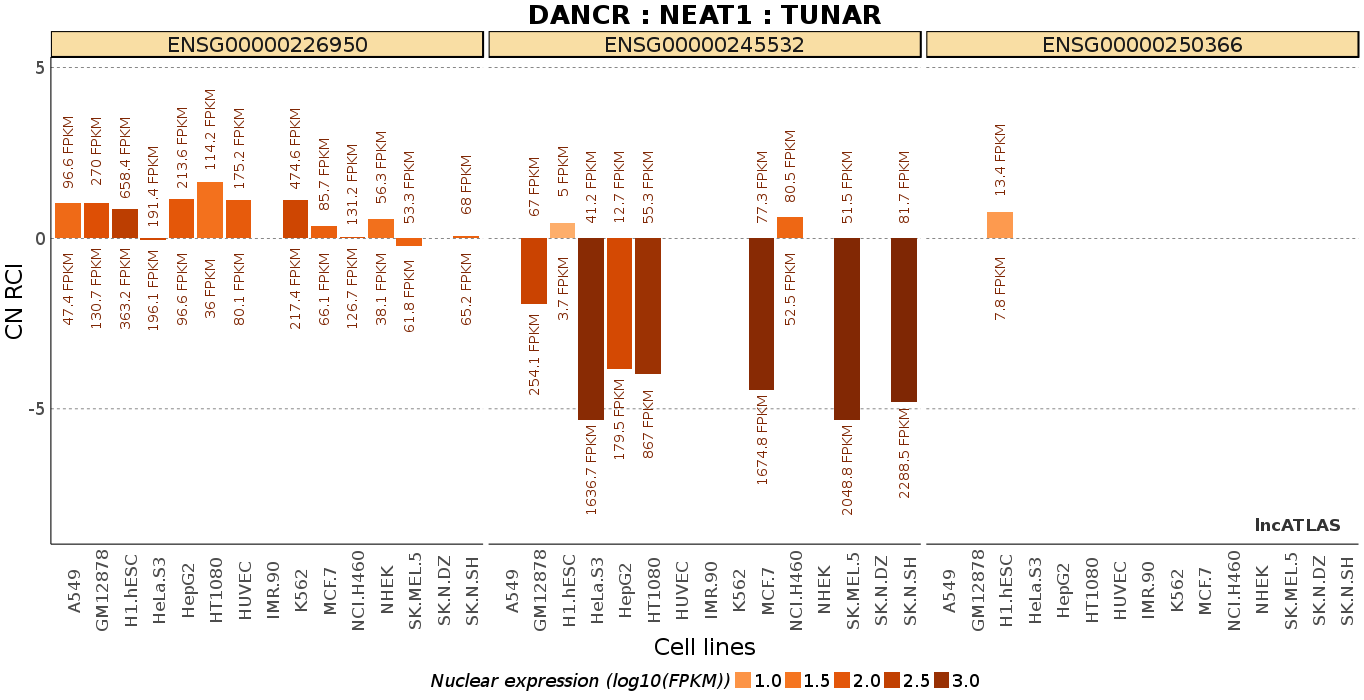 DANCR : NEAT1 : TUNAR
ENSG00000226950 ENSG00000245532 ENSG00000250366
CN RCI
5
0
-5
96.6 FPKM 270 FPKM 658.4 FPKM 191.4 FPKM 213.6 FPKM 114.2 FPKM 175.2 FPKM 474.6 FPKM 85.7 FPKM 131.2 FPKM 56.3 FPKM 53.3 FPKM 68 FPKM
47.4 FPKM 130.7 FPKM 363.2 FPKM 196.1 FPKM 96.6 FPKM 36 FPKM 80.1 FPKM 217.4 FPKM 66.1 FPKM 126.7 FPKM 38.1 FPKM 61.8 FPKM 65.2 FPKM
67 FPKM 5 FPKM 41.2 FPKM 12.7 FPKM 55.3 FPKM 77.3 FPKM 80.5 FPKM 51.5 FPKM 81.7 FPKM
254.1 FPKM 3.7 FPKM 1636.7 FPKM 179.5 FPKM 867 FPKM 1674.8 FPKM 52.5 FPKM 2048.8 FPKM 2288.5 FPKM
13.4 FPKM
7.8 FPKM
lncATLAS
A549 GM12878 H1.hESC HeLa.S3 HepG2 HT1080 HUVEC IMR.90 K562 MCF.7 NCI.H460 NHEK SK.MEL.5 SK.N.DZ SK.N.SH
A549 GM12878 H1.hESC HeLa.S3 HepG2 HT1080 HUVEC IMR.90 K562 MCF.7 NCI.H460 NHEK SK.MEL.5 SK.N.DZ SK.N.SH
A549 GM12878 H1.hESC HeLa.S3 HepG2 HT1080 HUVEC IMR.90 K562 MCF.7 NCI.H460 NHEK SK.MEL.5 SK.N.DZ SK.N.SH
Cell lines
Nuclear expression (log10(FPKM)) 1.0 1.5 2.0 2.5 3.0